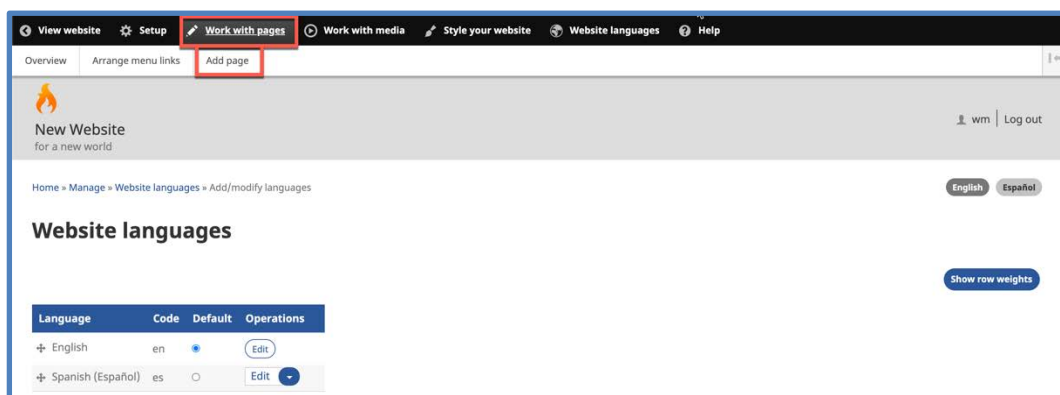 View website Setup Work with pages Work with media Style your website Website languages Help
Overview Arrange menu links Add page
New Website
for a new world
wm | Log out
Home » Manage » Website languages » Add/modify languages
English Español
Website languages
Show row weights
Language Code Default Operations
English en Edit
Spanish (Español) es Edit